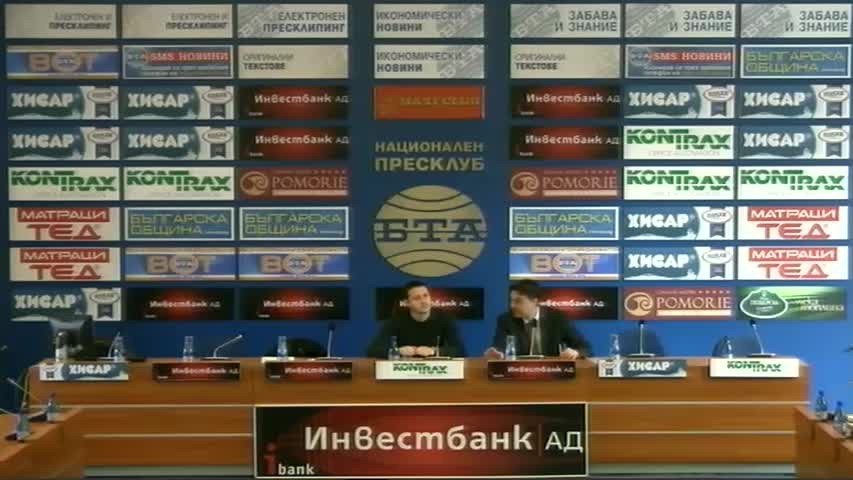 ЕЛЕКТРОНЕН И ПРЕСКЛИПИНГ
ЕЛЕКТРОНЕН И ПРЕСКЛИПИНГ
ЕЛЕКТРОНЕН И ПРЕСКЛИПИНГ
ИКОНОМИЧЕСКИ НОВИНИ
ЗАБАВА И ЗНАНИЕ
ЗАБАВА И ЗНАНИЕ
ЗАБАВА И ЗНАНИЕ
ВОТ
SMS НОВИНИ
ОРИГИНАЛНИ ТЕКСТОВЕ
ИКОНОМИЧЕСКИ НОВИНИ
ОРИГИНАЛНИ ТЕКСТОВЕ
SMS НОВИНИ
БЪЛГАРСКА ОБЩИНА
ХИСАР
ХИСАР
ИНВЕСТБАНК АД
MAXI CLUB
ИНВЕСТБАНК АД
ХИСАР
ХИСАР
ХИСАР
ХИСАР
ИНВЕСТБАНК АД
НАЦИОНАЛЕН ПРЕСКЛУБ
ИНВЕСТБАНК АД
KONTRAX
ХИСАР
KONTRAX
KONTRAX
POMORIE
POMORIE
KONTRAX
KONTRAX
МАТРАЦИ ТЕД
БЪЛГАРСКА ОБЩИНА
БЪЛГАРСКА ОБЩИНА
БТА
БЪЛГАРСКА ОБЩИНА
ХИСАР
МАТРАЦИ ТЕД
МАТРАЦИ ТЕД
ВОТ
ВОТ
ВОТ
ХИСАР
МАТРАЦИ ТЕД
ХИСАР
ИНВЕСТБАНК АД
ИНВЕСТБАНК АД
ИНВЕСТБАНК АД
ИНВЕСТБАНК АД
POMORIE
ХИСАР
ИНВЕСТБАНК АД
ИНВЕСТБАНК АД
KONTRAX
ИНВЕСТБАНК АД
ХИСАР
KONTRAX
ИНВЕСТБАНК АД
ibank